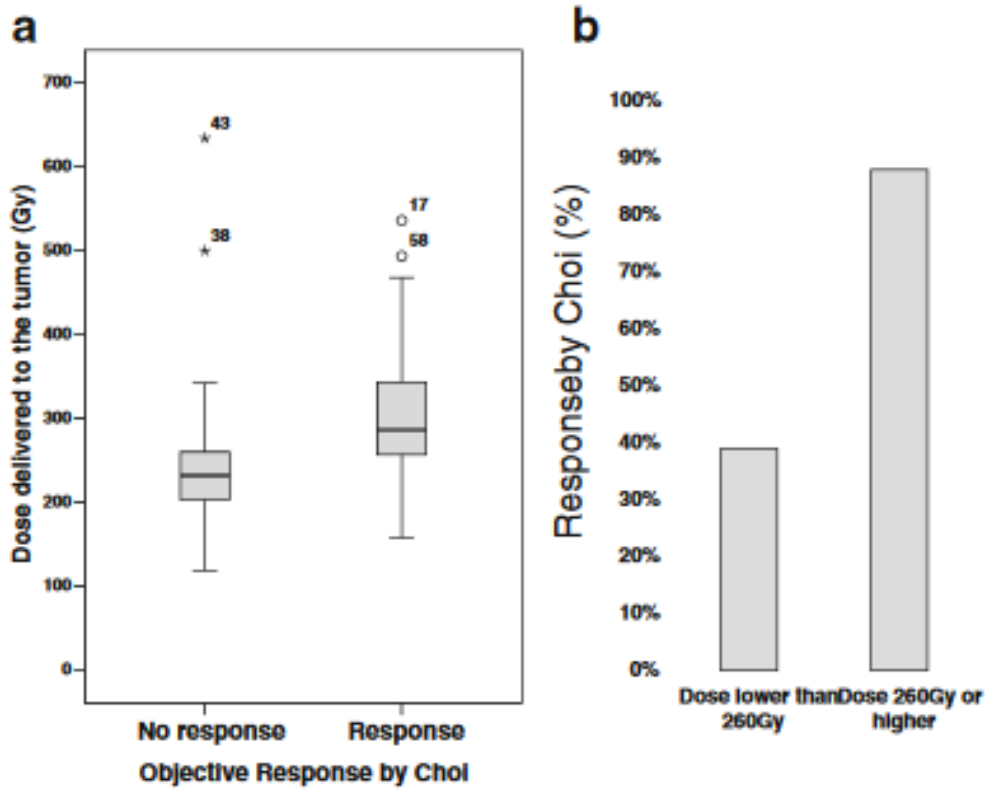 a
700
600
500
400
300
200
100
0
Dose delivered to the tumor (Gy)
43
38
17
58
No response
Response
Objective Response by Choi
b
100%
90%
80%
70%
60%
50%
40%
30%
20%
10%
0%
Responseby Choi (%)
Dose lower than
260Gy
Dose 260Gy or
higher